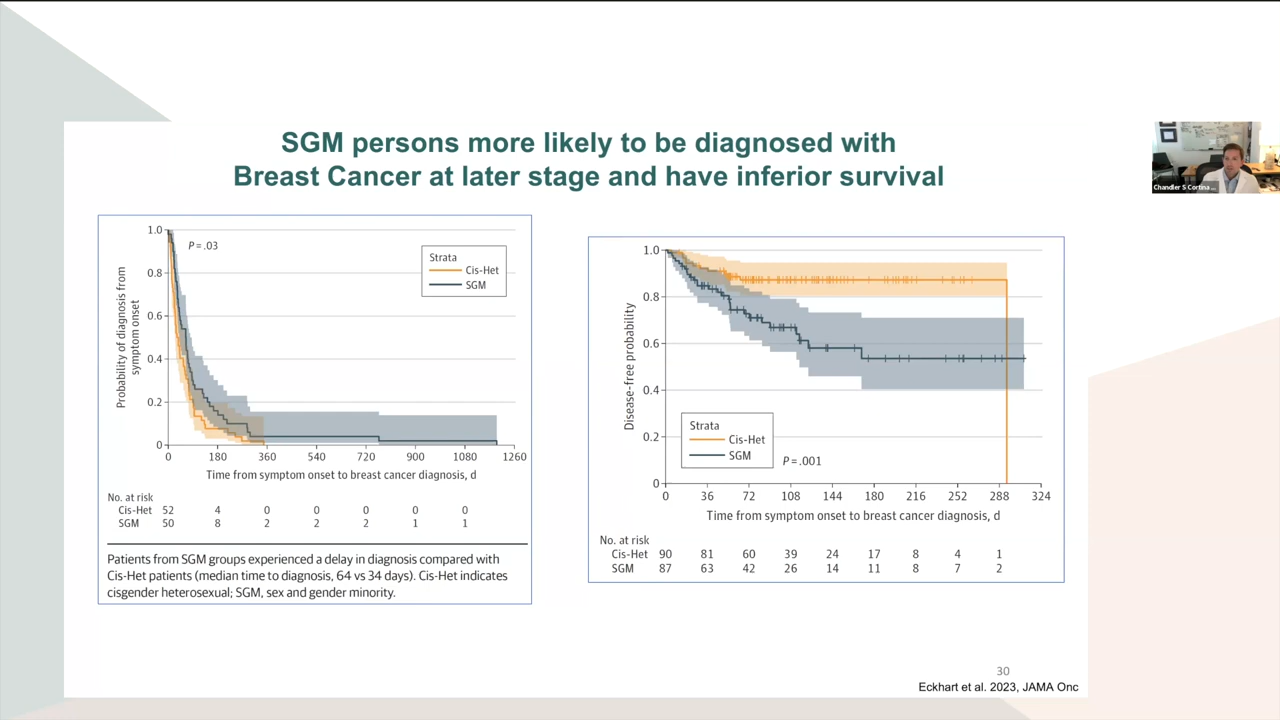 SGM persons more likely to be diagnosed with
Breast Cancer at later stage and have inferior survival
Chandler S Cortina ...
1.0
0.8
0.6
0.4
0.2
0
P = .03
Strata
Cis-Het
SGM
Probability of diagnosis from
symptom onset
0 180 360 540 720 900 1080 1260
Time from symptom onset to breast cancer diagnosis, d
No. at risk
Cis-Het 52 4 0 0 0 0 0
SGM 50 8 2 2 2 1 1
Patients from SGM groups experienced a delay in diagnosis compared with
Cis-Het patients (median time to diagnosis, 64 vs 34 days). Cis-Het indicates
cisgender heterosexual; SGM, sex and gender minority.
1.0
0.8
0.6
0.4
0.2
0
Disease-free probability
Strata
Cis-Het
SGM
P = .001
0 36 72 108 144 180 216 252 288 324
Time from symptom onset to breast cancer diagnosis, d
No. at risk
Cis-Het 90 81 60 39 24 17 8 4 1
SGM 87 63 42 26 14 11 8 7 2
30
Eckhart et al. 2023, JAMA Onc